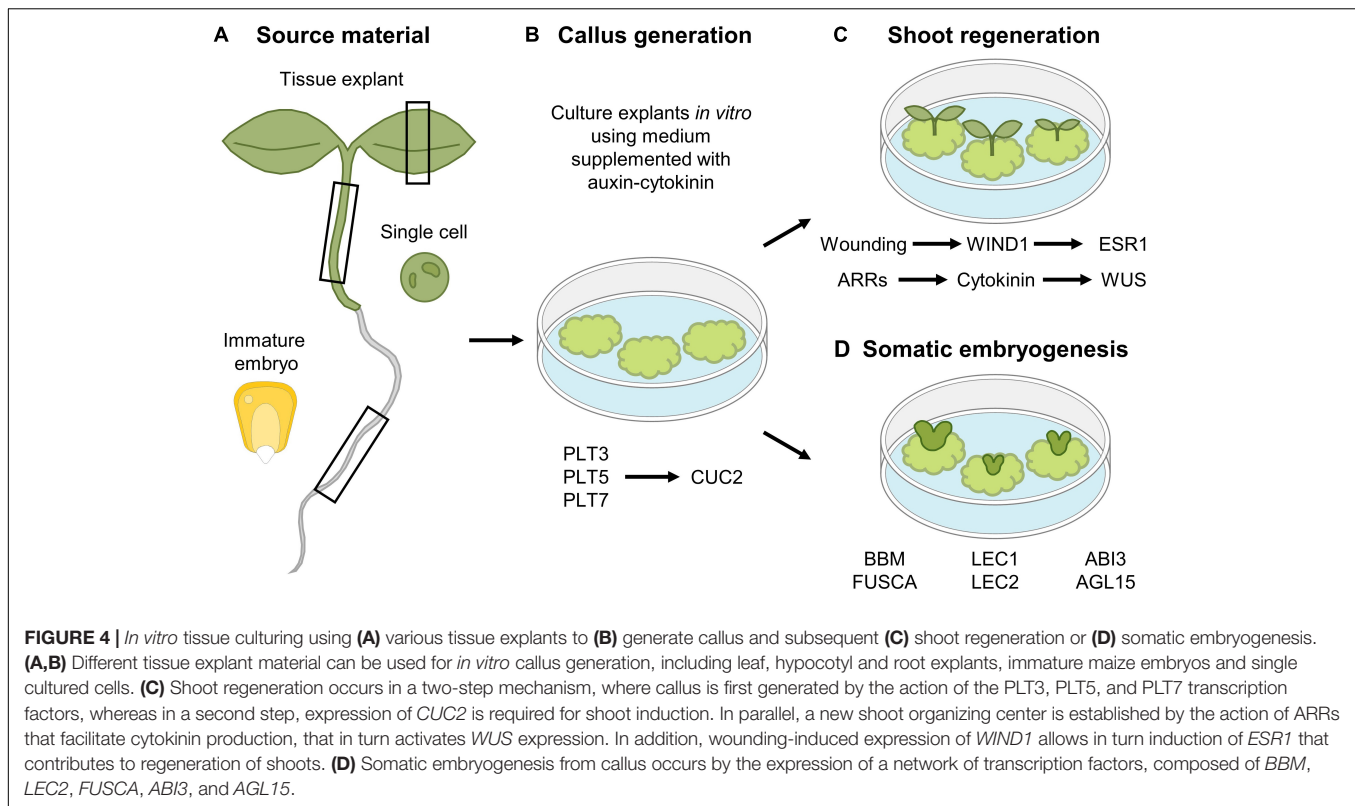 A Source material
Tissue explant
Single cell
Immature
embryo
B Callus generation
Culture explants in vitro
using medium
supplemented with
auxin-cytokinin
PLT3
PLT5
PLT7
CUC2
C Shoot regeneration
Wounding WIND1 ESR1
ARRs Cytokinin WUS
D Somatic embryogenesis
BBM LEC1 ABI3
FUSCA LEC2 AGL15
FIGURE 4 | In vitro tissue culturing using (A) various tissue explants to (B) generate callus and subsequent (C) shoot regeneration or (D) somatic embryogenesis.
(A,B) Different tissue explant material can be used for in vitro callus generation, including leaf, hypocotyl and root explants, immature maize embryos and single
cultured cells. (C) Shoot regeneration occurs in a two-step mechanism, where callus is first generated by the action of the PLT3, PLT5, and PLT7 transcription
factors, whereas in a second step, expression of CUC2 is required for shoot induction. In parallel, a new shoot organizing center is established by the action of ARRs
that facilitate cytokinin production, that in turn activates WUS expression. In addition, wounding-induced expression of WIND1 allows in turn induction of ESR1 that
contributes to regeneration of shoots. (D) Somatic embryogenesis from callus occurs by the expression of a network of transcription factors, composed of BBM,
LEC2, FUSCA, ABI3, and AGL15.